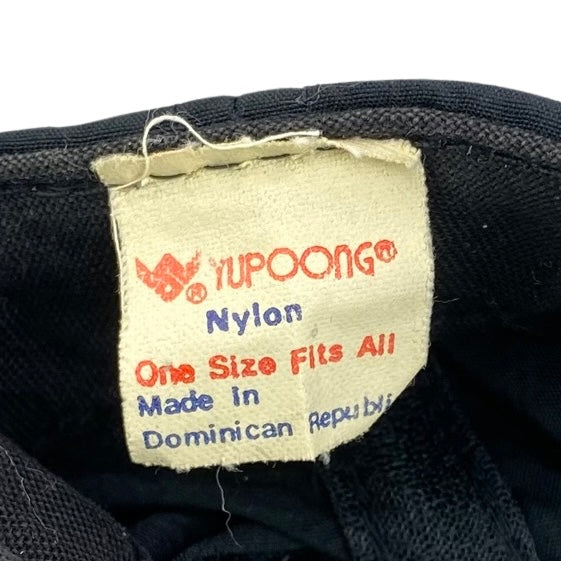 ® YUPOONG®
Nylon
One Size Fits All
Made in
Dominican Republi